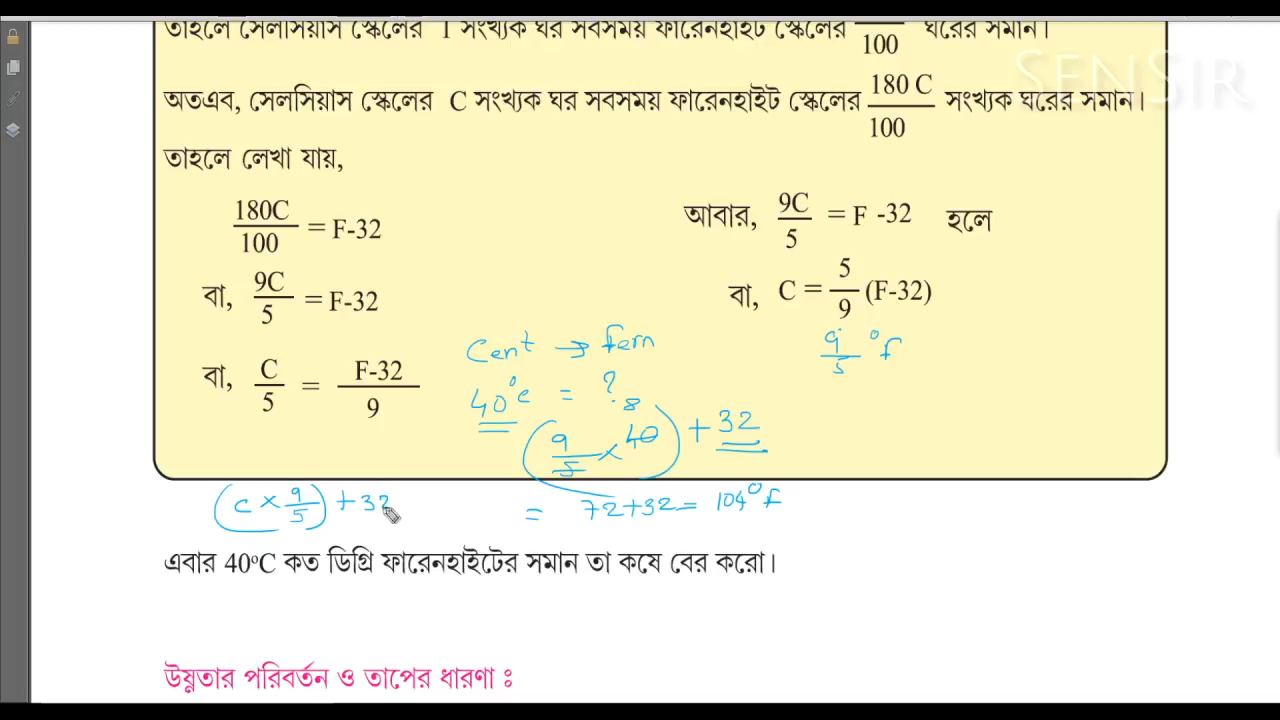 তাহলে সেলসিয়াস স্কেলের 1 সংখ্যক ঘর সবসময় ফারেনহাইট স্কেলের 100 ঘরের সমান।
SENSIR
অতএব, সেলসিয়াস স্কেলের C সংখ্যক ঘর সবসময় ফারেনহাইট স্কেলের 180 C/100 সংখ্যক ঘরের সমান।
তাহলে লেখা যায়,
180C/100 = F-32
আবার, 9C/5 = F -32 হলে
বা, 9C/5 = F-32
বা, C = 5/9 (F-32)
Cent → fern
9/5 °f
বা, C/5 = F-32/9
40°c = ?
(9/5 × 40) + 32
8
(c × 9/5) + 32
= 72+32 = 104°f
এবার 40°C কত ডিগ্রি ফারেনহাইটের সমান তা কষে বের করো।
উষ্ণতার পরিবর্তন ও তাপের ধারণা ঃ